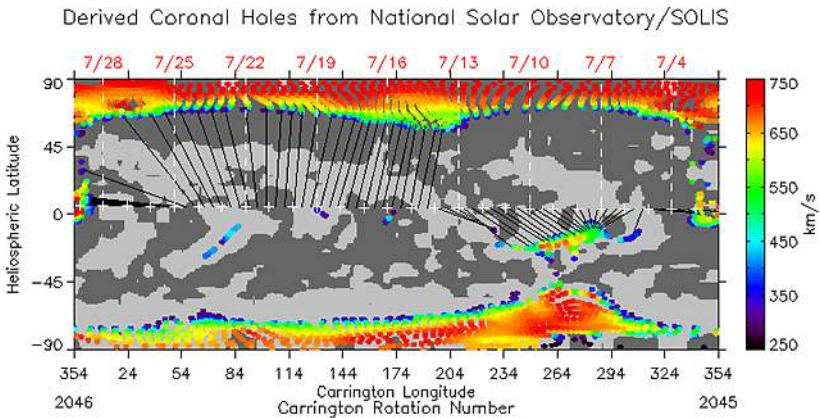 Derived Coronal Holes from National Solar Observatory/SOLIS
7/28 7/25 7/22 7/19 7/16 7/13 7/10 7/7 7/4
90
45
0
-45
-90
Heliospheric Latitude
750
650
550
450
350
250
km/s
354 24 54 84 114 144 174 204 234 264 294 324 354
Carrington Longitude
2046 Carrington Rotation Number 2045